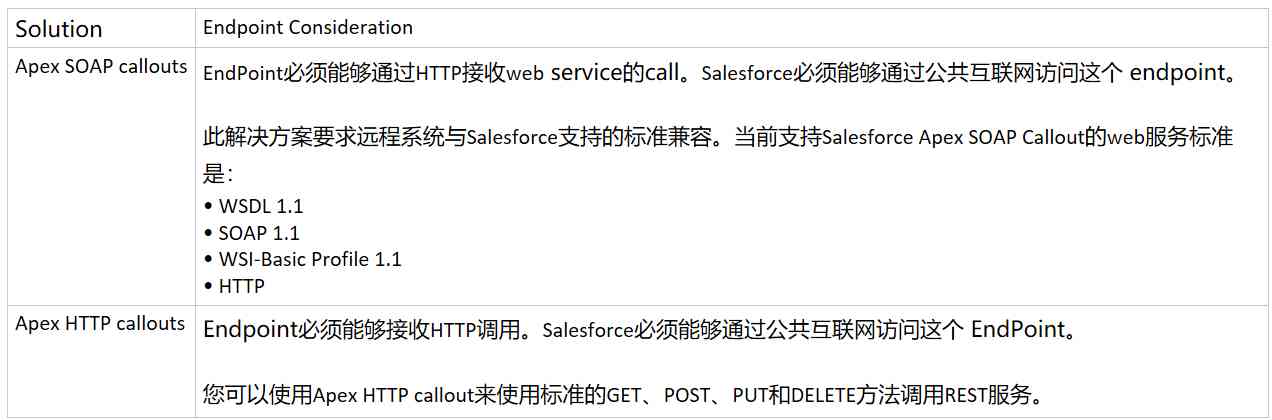 Solution
Endpoint Consideration
Apex SOAP callouts
EndPoint必须能够通过HTTP接收web service的call。Salesforce必须能够通过公共互联网访问这个 endpoint。
此解决方案要求远程系统与Salesforce支持的标准兼容。当前支持Salesforce Apex SOAP Callout的web服务标准
是：
• WSDL 1.1
• SOAP 1.1
• WSI-Basic Profile 1.1
• HTTP
Apex HTTP callouts
Endpoint必须能够接收HTTP调用。Salesforce必须能够通过公共互联网访问这个 EndPoint。
您可以使用Apex HTTP callout来使用标准的GET、POST、PUT和DELETE方法调用REST服务。